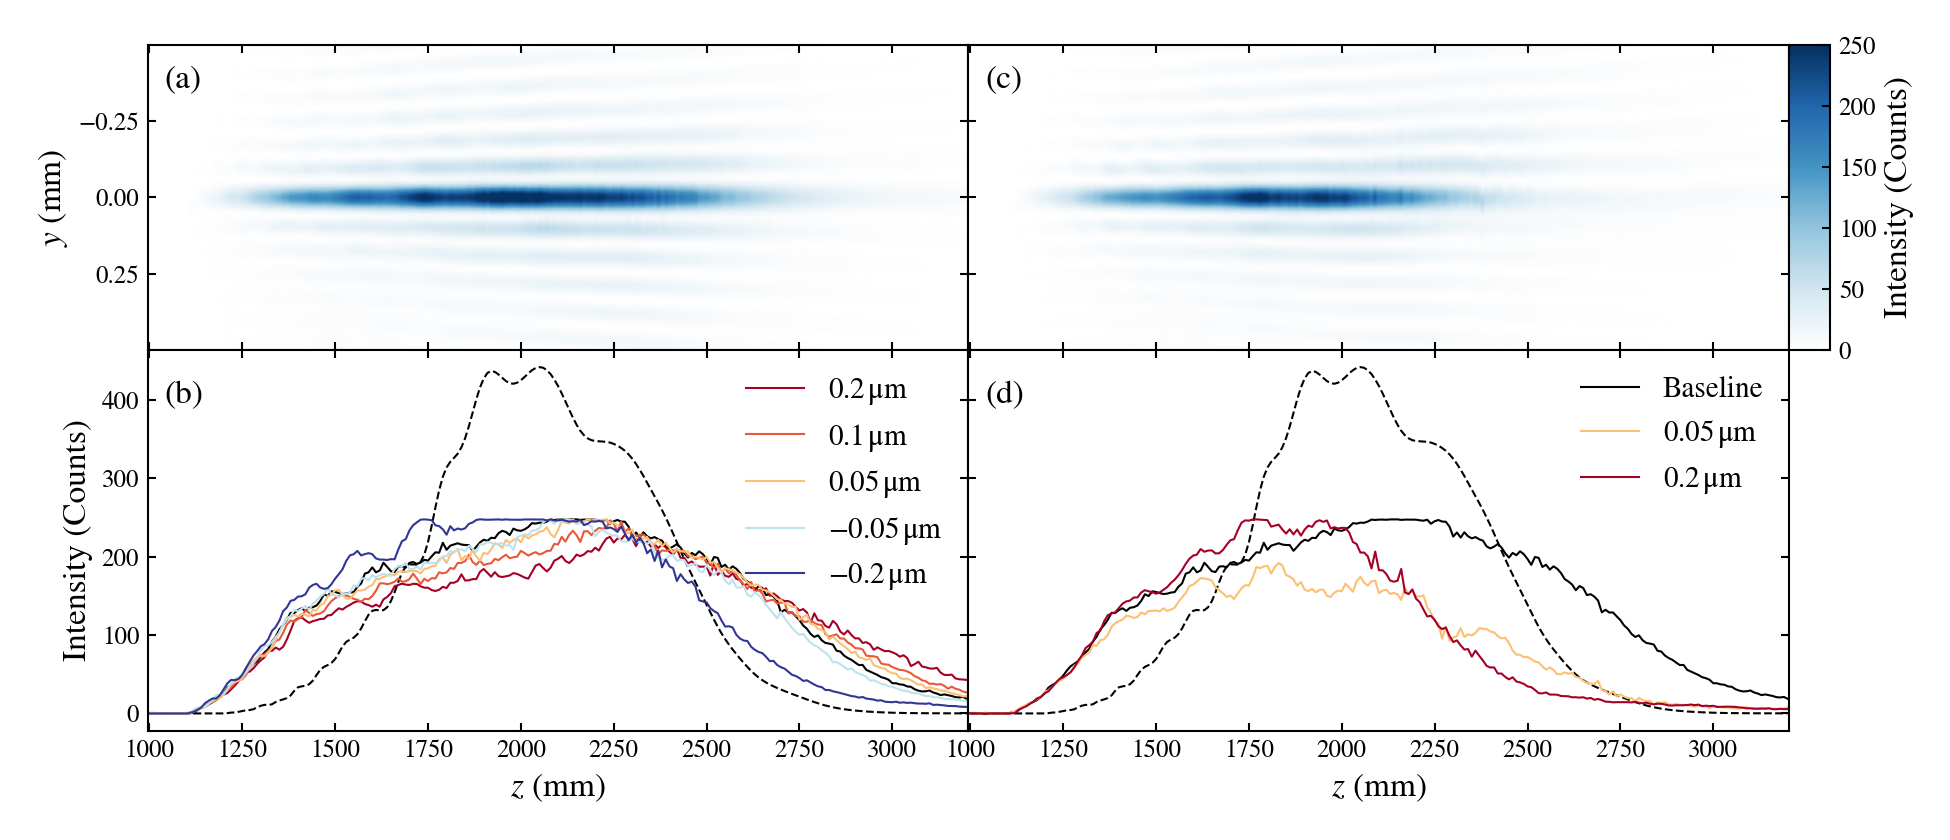 (a)
−0.25
0.00
0.25
y (mm)
(c)
250
200
150
100
50
0
Intensity (Counts)
(b)
400
300
200
100
0
Intensity (Counts)
0.2 µm
0.1 µm
0.05 µm
−0.05 µm
−0.2 µm
1000 1250 1500 1750 2000 2250 2500 2750 3000
z (mm)
(d)
Baseline
0.05 µm
0.2 µm
1000 1250 1500 1750 2000 2250 2500 2750 3000
z (mm)